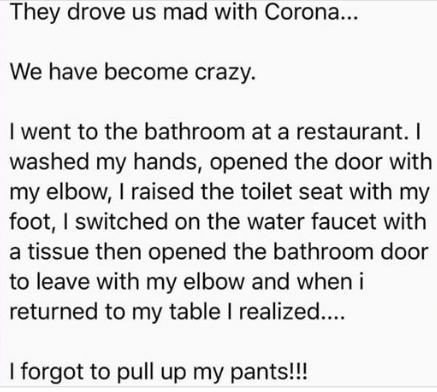 They drove us mad with Corona...
We have become crazy.
I went to the bathroom at a restaurant. I
washed my hands, opened the door with
my elbow, I raised the toilet seat with my
foot, I switched on the water faucet with
a tissue then opened the bathroom door
to leave with my elbow and when i
returned to my table I realized....
I forgot to pull up my pants!!!